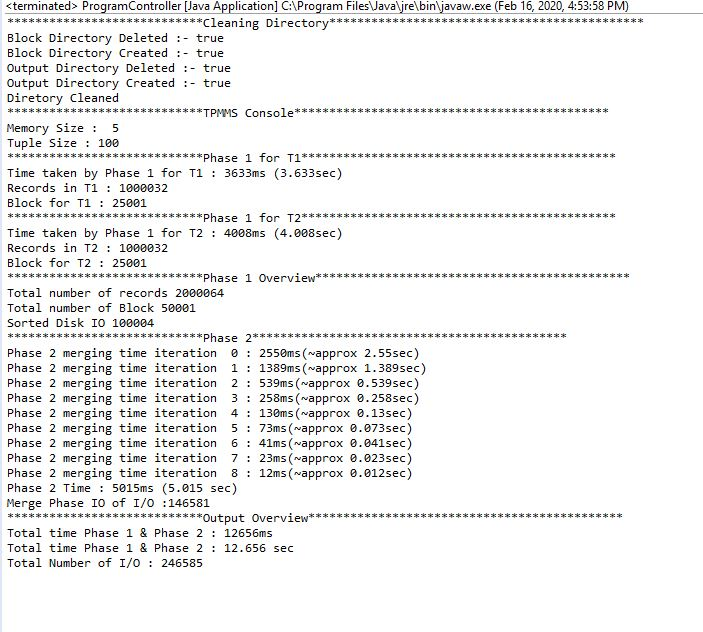 <terminated> ProgramController [Java Application] C:\Program Files\Java\jre\bin\javaw.exe (Feb 16, 2020, 4:53:58 PM)
****************************Cleaning Directory*********************************************
Block Directory Deleted :- true
Block Directory Created :- true
Output Directory Deleted :- true
Output Directory Created :- true
Diretory Cleaned
****************************TPMMS Console*********************************************
Memory Size :  5
Tuple Size : 100
****************************Phase 1 for T1*********************************************
Time taken by Phase 1 for T1 : 3633ms (3.633sec)
Records in T1 : 1000032
Block for T1 : 25001
****************************Phase 1 for T2*********************************************
Time taken by Phase 1 for T2 : 4008ms (4.008sec)
Records in T2 : 1000032
Block for T2 : 25001
****************************Phase 1 Overview*********************************************
Total number of records 2000064
Total number of Block 50001
Sorted Disk IO 100004
****************************Phase 2*********************************************
Phase 2 merging time iteration  0 : 2550ms(~approx 2.55sec)
Phase 2 merging time iteration  1 : 1389ms(~approx 1.389sec)
Phase 2 merging time iteration  2 : 539ms(~approx 0.539sec)
Phase 2 merging time iteration  3 : 258ms(~approx 0.258sec)
Phase 2 merging time iteration  4 : 130ms(~approx 0.13sec)
Phase 2 merging time iteration  5 : 73ms(~approx 0.073sec)
Phase 2 merging time iteration  6 : 41ms(~approx 0.041sec)
Phase 2 merging time iteration  7 : 23ms(~approx 0.023sec)
Phase 2 merging time iteration  8 : 12ms(~approx 0.012sec)
Phase 2 Time : 5015ms (5.015 sec)
Merge Phase IO of I/O :146581
****************************Output Overview*********************************************
Total time Phase 1 & Phase 2 : 12656ms
Total time Phase 1 & Phase 2 : 12.656 sec
Total Number of I/O : 246585